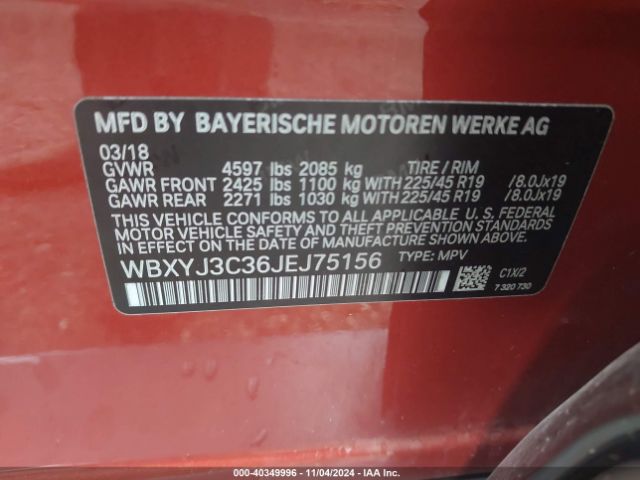 MFD BY BAYERISCHE MOTOREN WERKE AG
03/18
GVWR 4597 lbs 2085 kg TIRE / RIM
GAWR FRONT 2425 lbs 1100 kg WITH 225/45 R19 /8.0Jx19
GAWR REAR 2271 lbs 1030 kg WITH 225/45 R19 /8.0Jx19
THIS VEHICLE CONFORMS TO ALL APPLICABLE U. S. FEDERAL
MOTOR VEHICLE SAFETY AND THEFT PREVENTION STANDARDS
IN EFFECT ON THE DATE OF MANUFACTURE SHOWN ABOVE.
WBXYJ3C36JEJ75156 TYPE: MPV
C1X/2
7 320 730
000-40349996 - 11/04/2024 - IAA Inc.